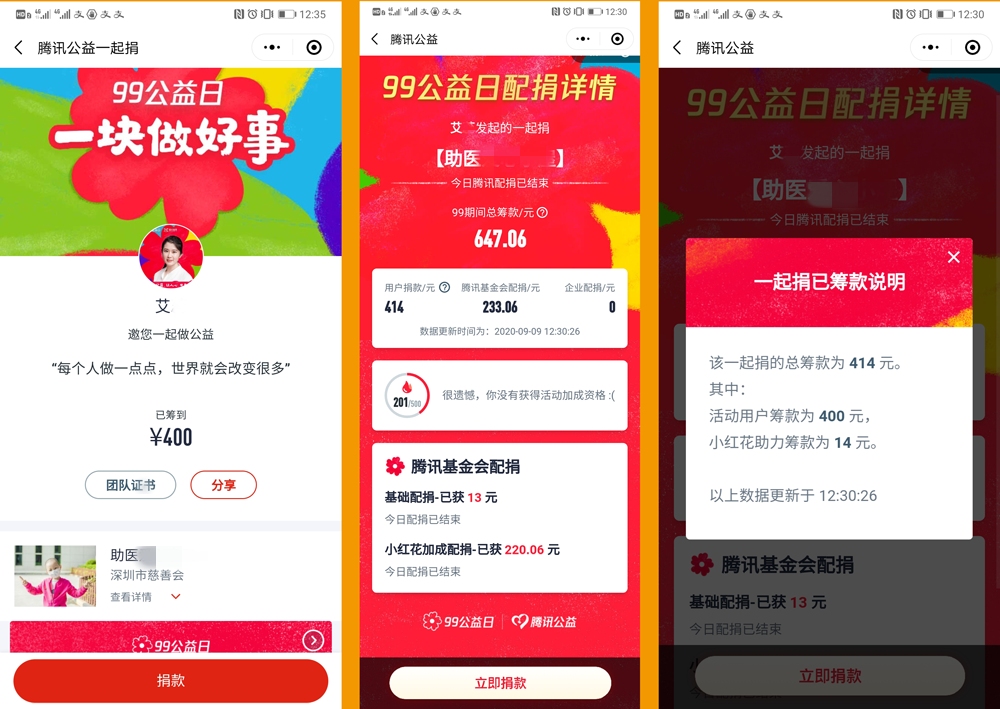 12:35
腾讯公益一起捐
99公益日
一块做好事
艾
邀您一起做公益
“每个人做一点点，世界就会改变很多”
已筹到
¥400
团队证书
分享
助医
深圳市慈善会
查看详情
99公益日
捐款
12:30
腾讯公益
99公益日配捐详情
艾 发起的一起捐
【助医 】
今日腾讯配捐已结束
99期间总筹款/元
647.06
用户捐款/元 腾讯基金会配捐/元 企业配捐/元
414 233.06 0
数据更新时间为：2020-09-09 12:30:26
201/500
很遗憾，你没有获得活动加成资格 :(
腾讯基金会配捐
基础配捐-已获 13 元
今日配捐已结束
小红花加成配捐-已获 220.06 元
今日配捐已结束
99公益日 腾讯公益
立即捐款
12:30
腾讯公益
99公益日配捐详情
艾 发起的一起捐
【助医 】
今日腾讯配捐已结束
一起捐已筹款说明
该一起捐的总筹款为 414 元。
其中：
活动用户筹款为 400 元，
小红花助力筹款为 14 元。
以上数据更新于 12:30:26
腾讯基金会配捐
基础配捐-已获 13 元
今日配捐已结束
立即捐款